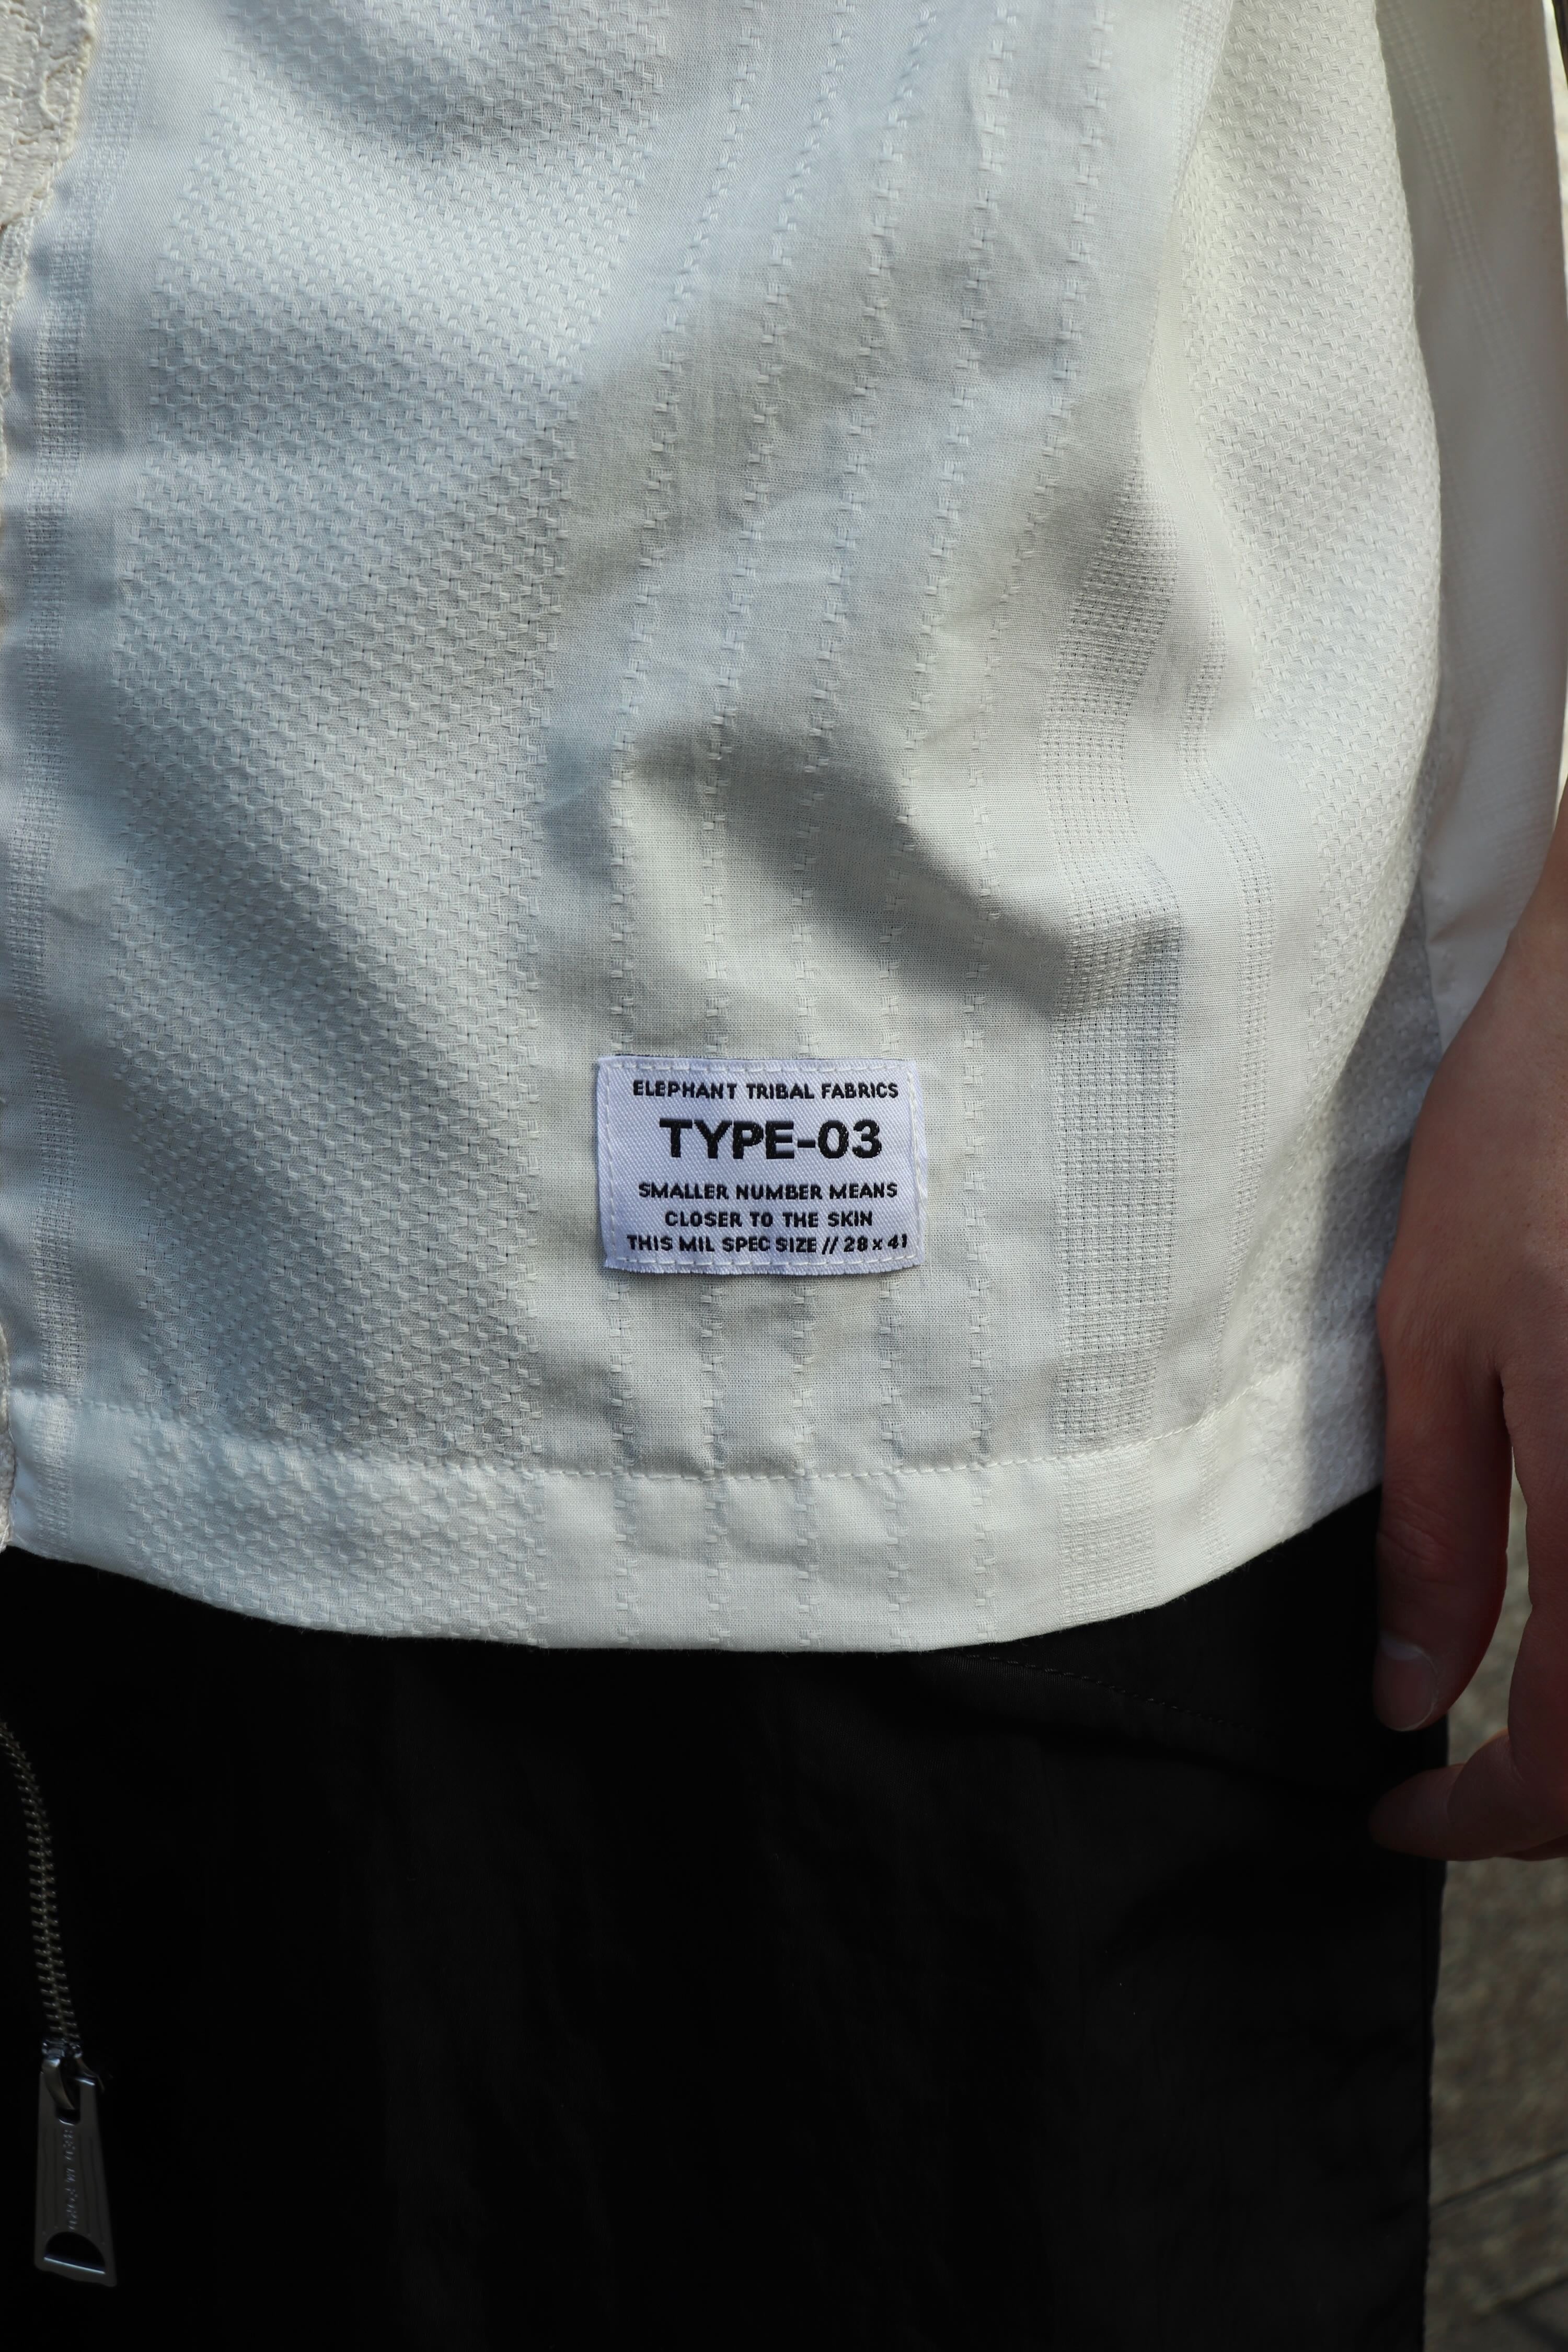 ELEPHANT TRIBAL FABRICS
TYPE-03
SMALLER NUMBER MEANS
CLOSER TO THE SKIN
THIS MIL SPEC SIZE // 28 x 41